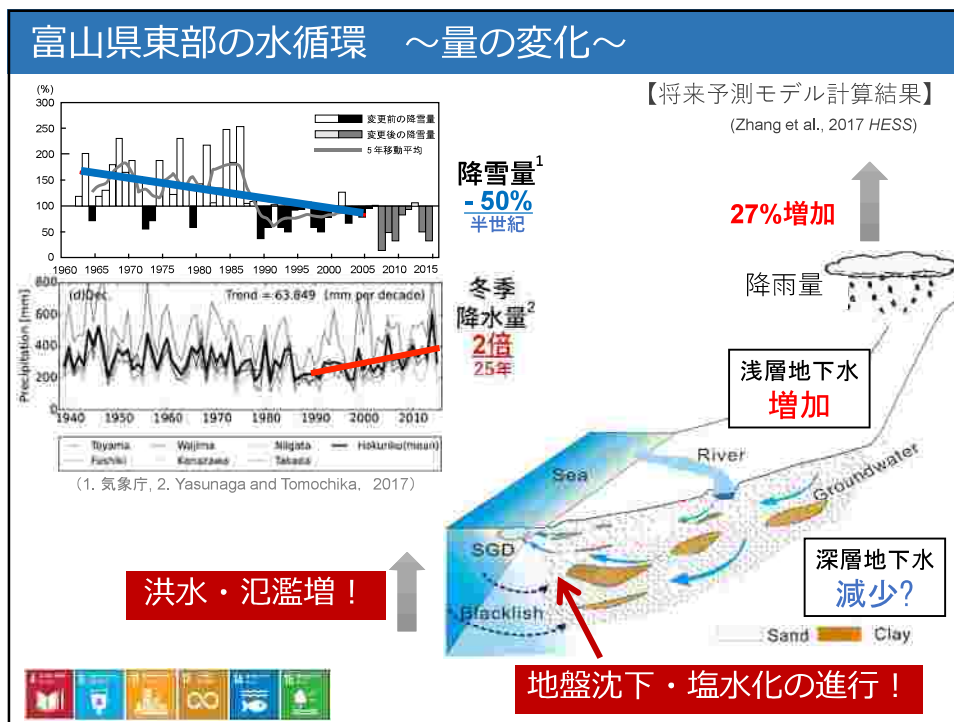 富山県東部の水循環　～量の変化～
(%)
300
250
200
150
100
50
0
変更前の降雪量
変更後の降雪量
5年移動平均
1960 1965 1970 1975 1980 1985 1990 1995 2000 2005 2010 2015
降雪量1
- 50%
半世紀
【将来予測モデル計算結果】
(Zhang et al., 2017 HESS)
27%増加
降雨量
800
600
400
200
0
Precipitation [mm]
(d)Dec. Trend = 63.849 (mm per decade)
1940 1950 1960 1970 1980 1990 2000 2010
Toyama Wajima Niigata Hokuriku(mean)
Fushiki Kanazawa Takada
冬季
降水量2
2倍
25年
(1. 気象庁, 2. Yasunaga and Tomochika, 2017)
浅層地下水
増加
River
Sea
Groundwater
SGD
Blacklish
深層地下水
減少?
Sand Clay
洪水・氾濫増！
地盤沈下・塩水化の進行！
4
11
14
15